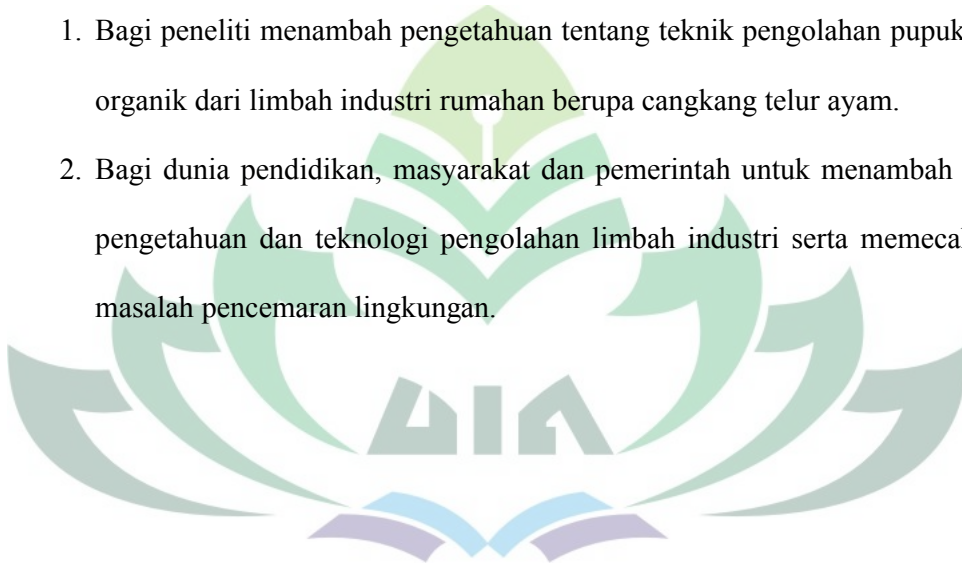 1. Bagi peneliti menambah pengetahuan tentang teknik pengolahan pupuk
organik dari limbah industri rumahan berupa cangkang telur ayam.
2. Bagi dunia pendidikan, masyarakat dan pemerintah untuk menambah
pengetahuan dan teknologi pengolahan limbah industri serta
masalah pencemaran lingkungan.
UIN